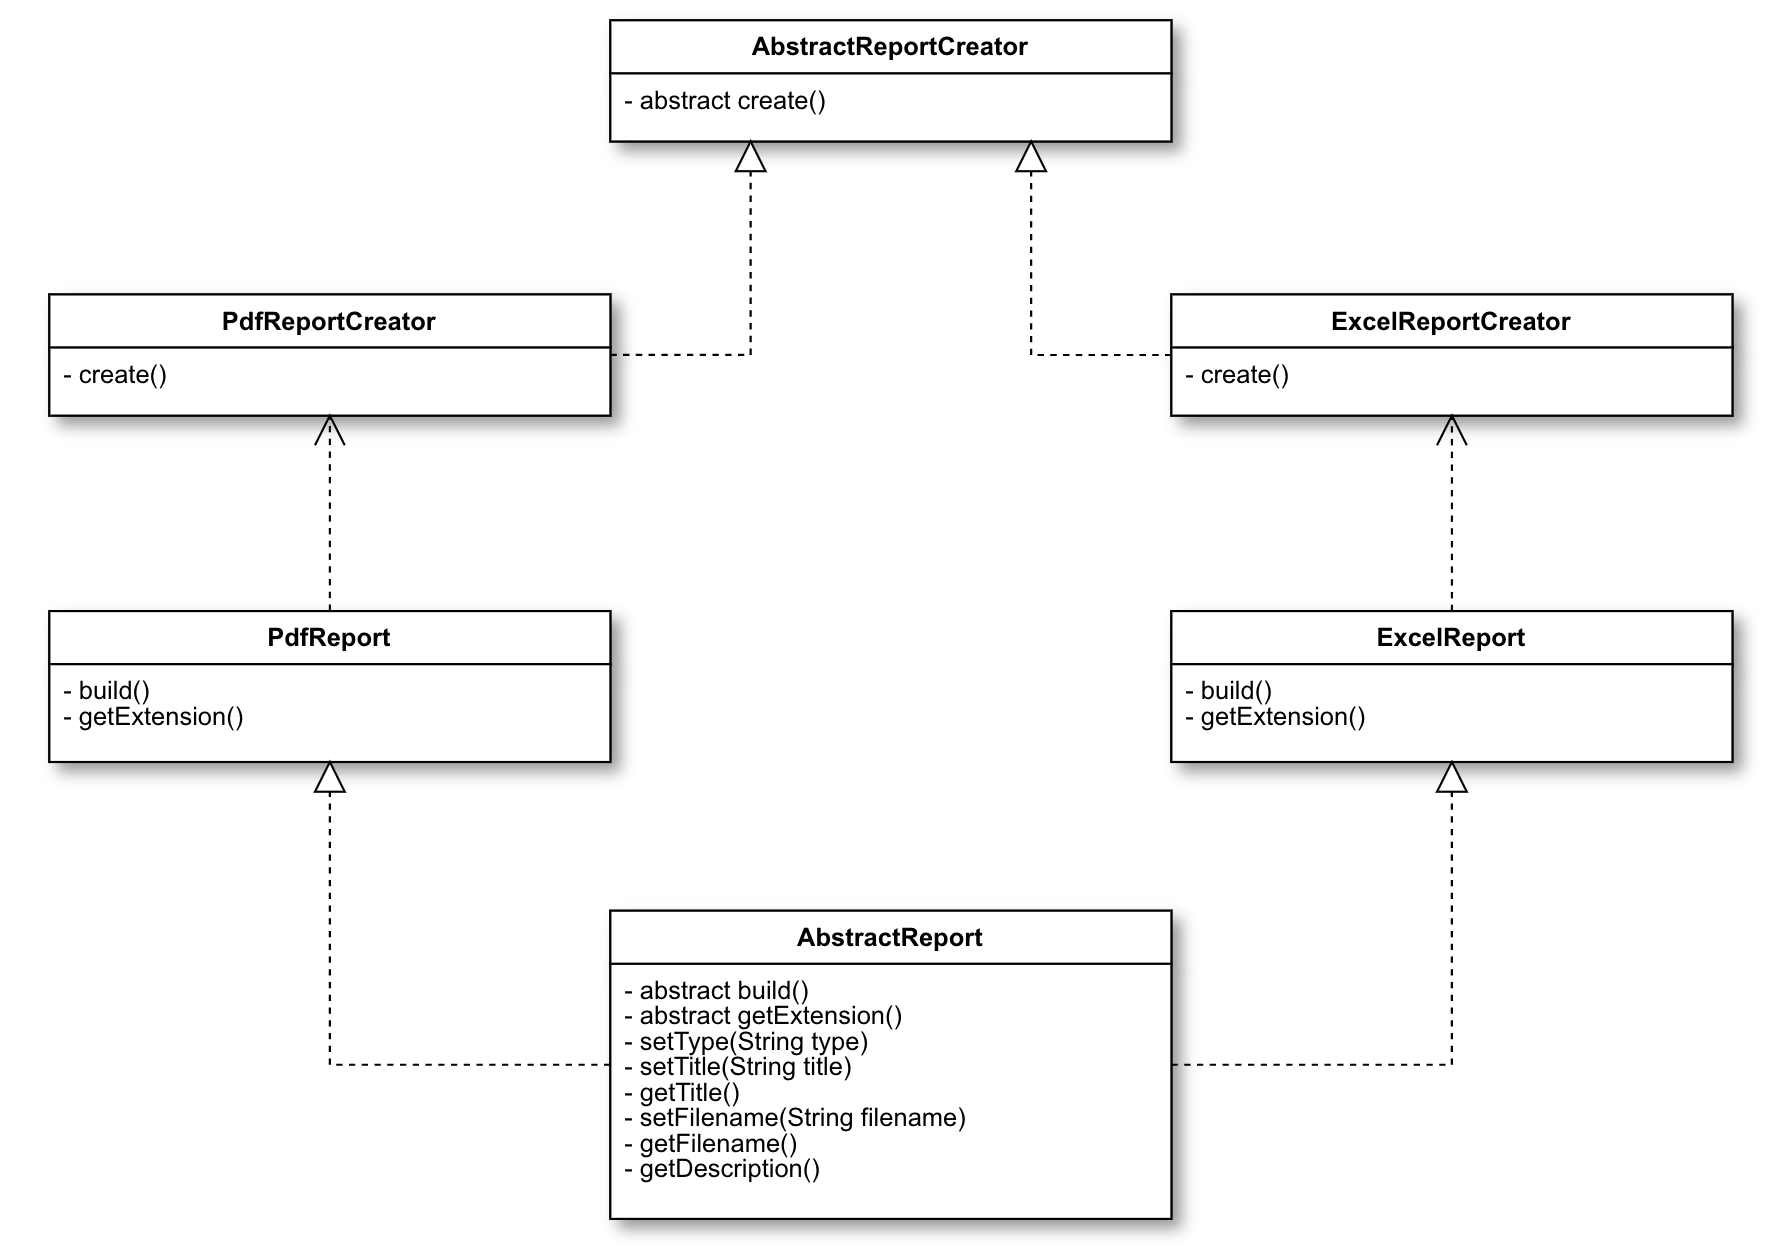 AbstractReportCreator
- abstract create()
PdfReportCreator
- create()
ExcelReportCreator
- create()
PdfReport
- build()
- getExtension()
ExcelReport
- build()
- getExtension()
AbstractReport
- abstract build()
- abstract getExtension()
- setType(String type)
- setTitle(String title)
- getTitle()
- setFilename(String filename)
- getFilename()
- getDescription()